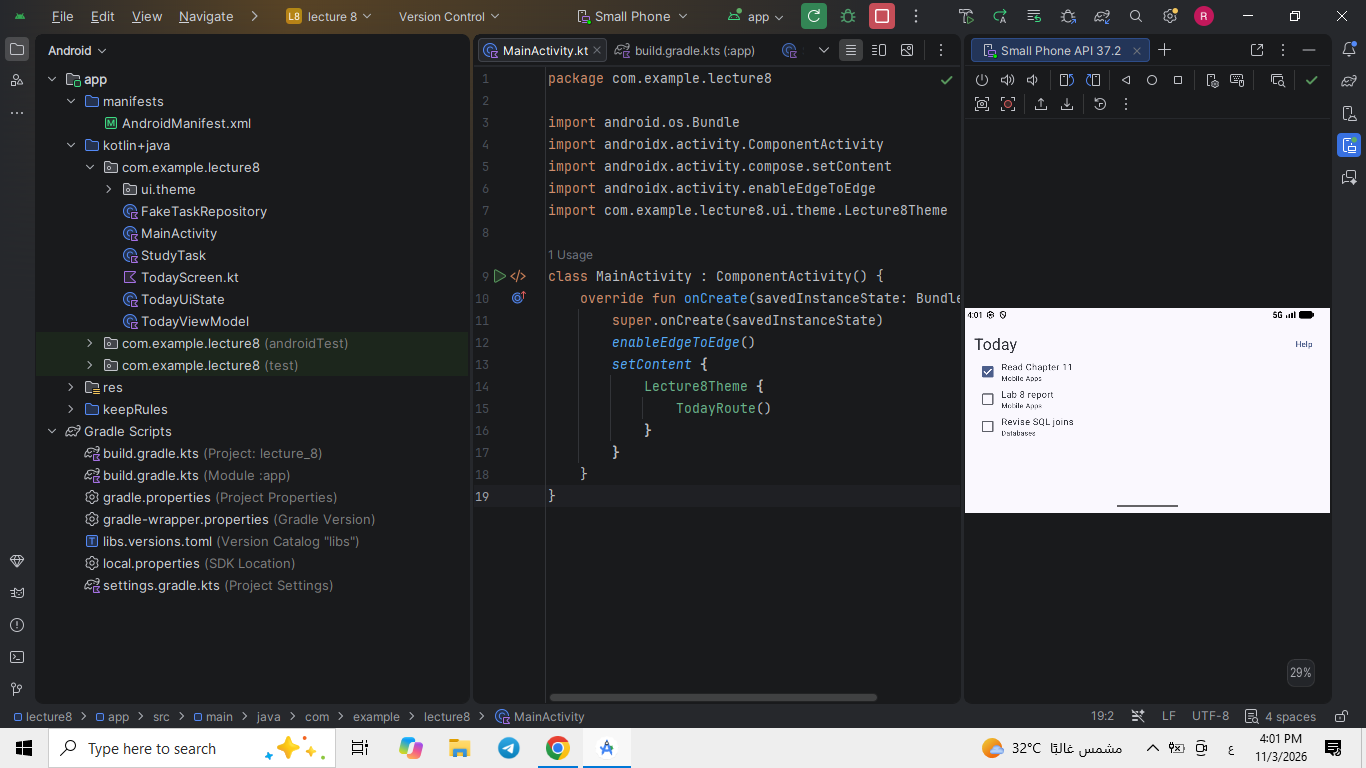 File Edit View Navigate L8 lecture 8 Version Control Small Phone app R
Android
app
manifests
AndroidManifest.xml
kotlin+java
com.example.lecture8
ui.theme
FakeTaskRepository
MainActivity
StudyTask
TodayScreen.kt
TodayUiState
TodayViewModel
com.example.lecture8 (androidTest)
com.example.lecture8 (test)
res
keepRules
Gradle Scripts
build.gradle.kts (Project: lecture_8)
build.gradle.kts (Module :app)
gradle.properties (Project Properties)
gradle-wrapper.properties (Gradle Version)
libs.versions.toml (Version Catalog "libs")
local.properties (SDK Location)
settings.gradle.kts (Project Settings)
MainActivity.kt build.gradle.kts (:app)
1 package com.example.lecture8
2
3 import android.os.Bundle
4 import androidx.activity.ComponentActivity
5 import androidx.activity.compose.setContent
6 import androidx.activity.enableEdgeToEdge
7 import com.example.lecture8.ui.theme.Lecture8Theme
8
1 Usage
9 class MainActivity : ComponentActivity() {
10 override fun onCreate(savedInstanceState: Bundle
11 super.onCreate(savedInstanceState)
12 enableEdgeToEdge()
13 setContent {
14 Lecture8Theme {
15 TodayRoute()
16 }
17 }
18 }
19 }
Small Phone API 37.2
4:01 5G
Today Help
Read Chapter 11
Mobile Apps
Lab 8 report
Mobile Apps
Revise SQL joins
Databases
29%
lecture8 app src main java com example lecture8 MainActivity 19:2 LF UTF-8 4 spaces
Type here to search 32°C مشمس غالبًا ع 4:01 PM
11/3/2026